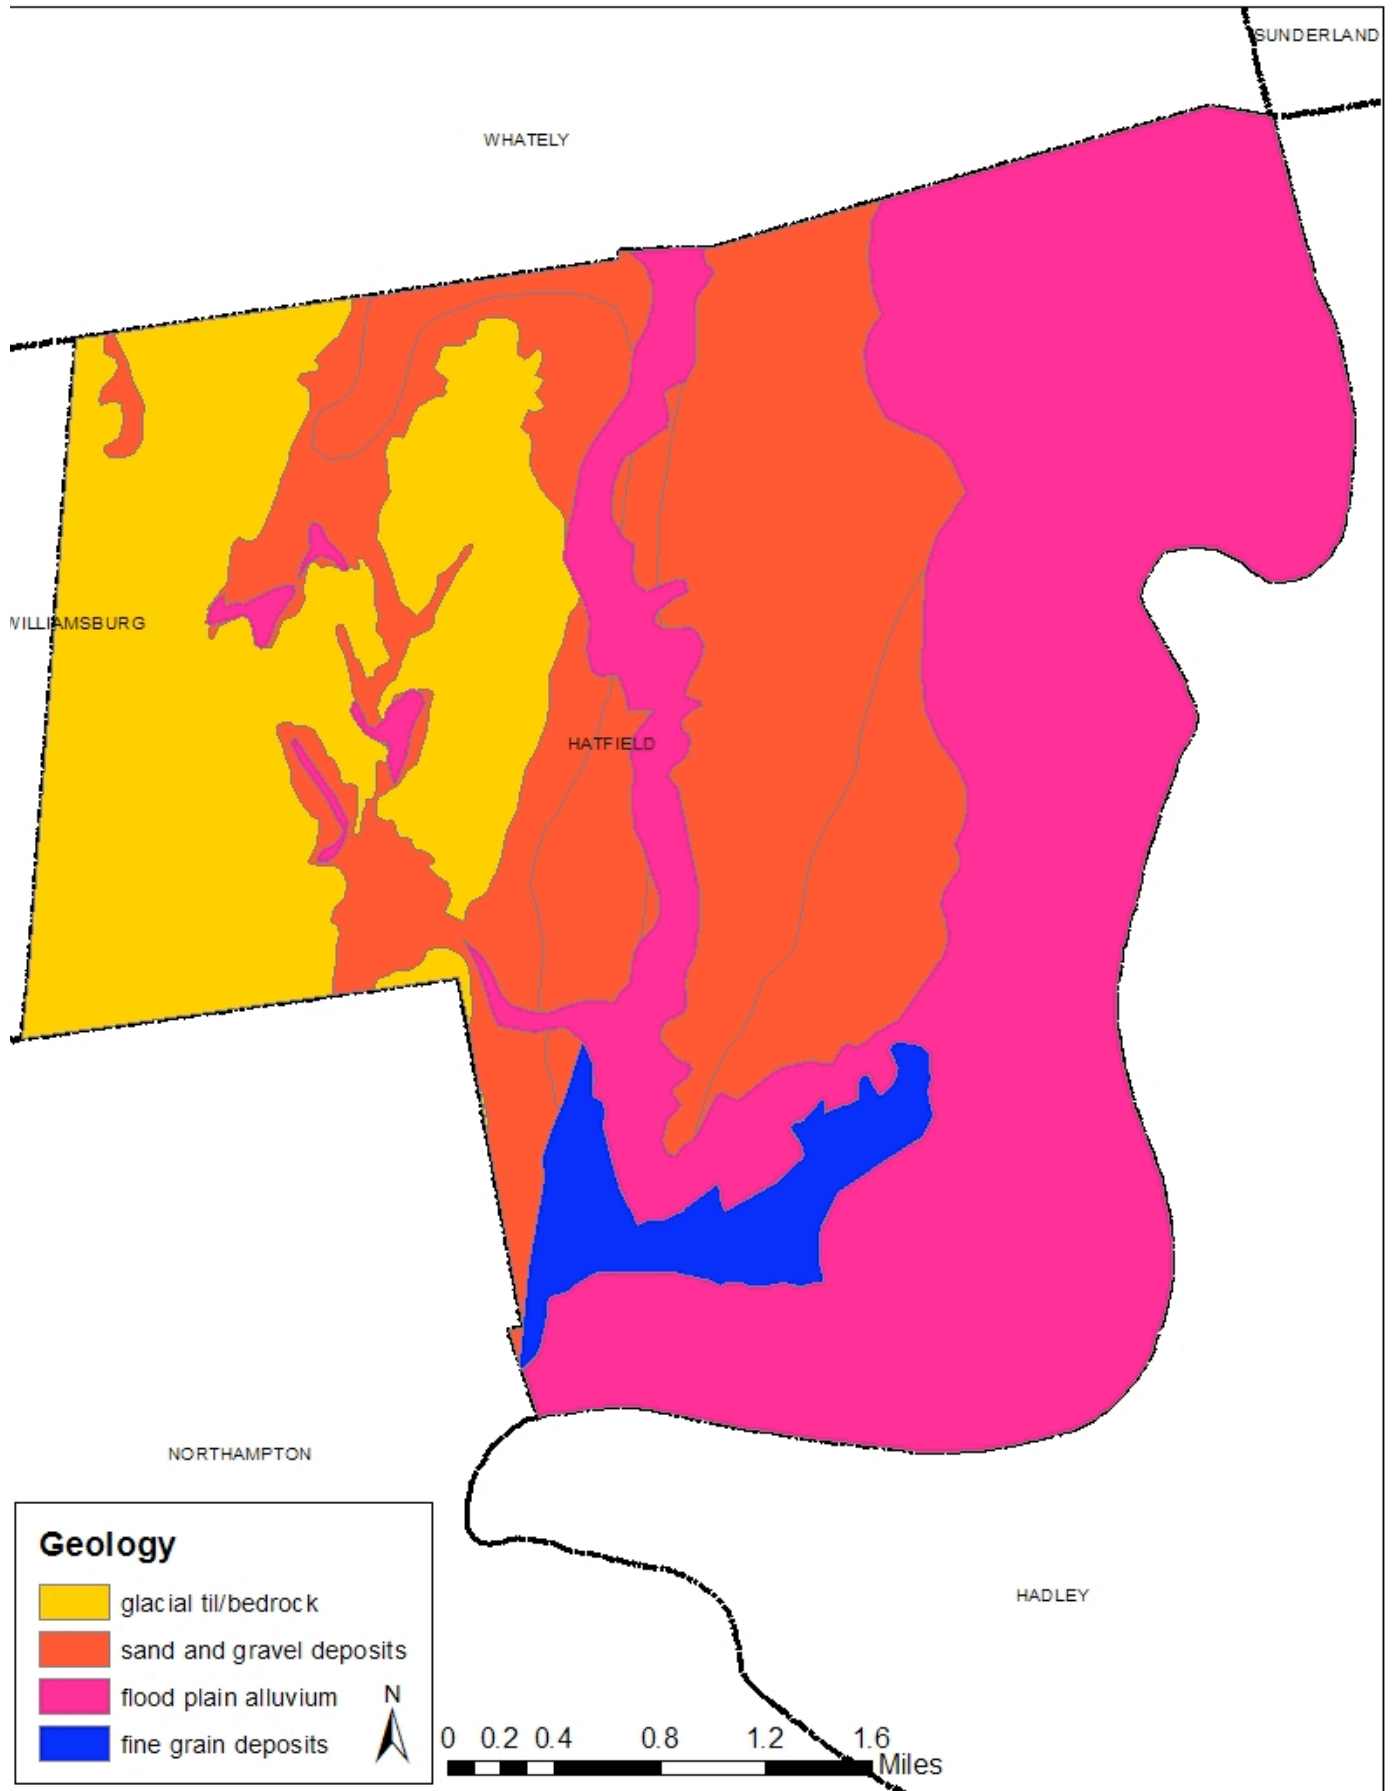 SUNDERLAND
WHATELY
WILLIAMSBURG
HATFIELD
NORTHAMPTON
HADLEY
Geology
glacial til/bedrock
sand and gravel deposits
flood plain alluvium
fine grain deposits
N
0 0.2 0.4 0.8 1.2 1.6
Miles